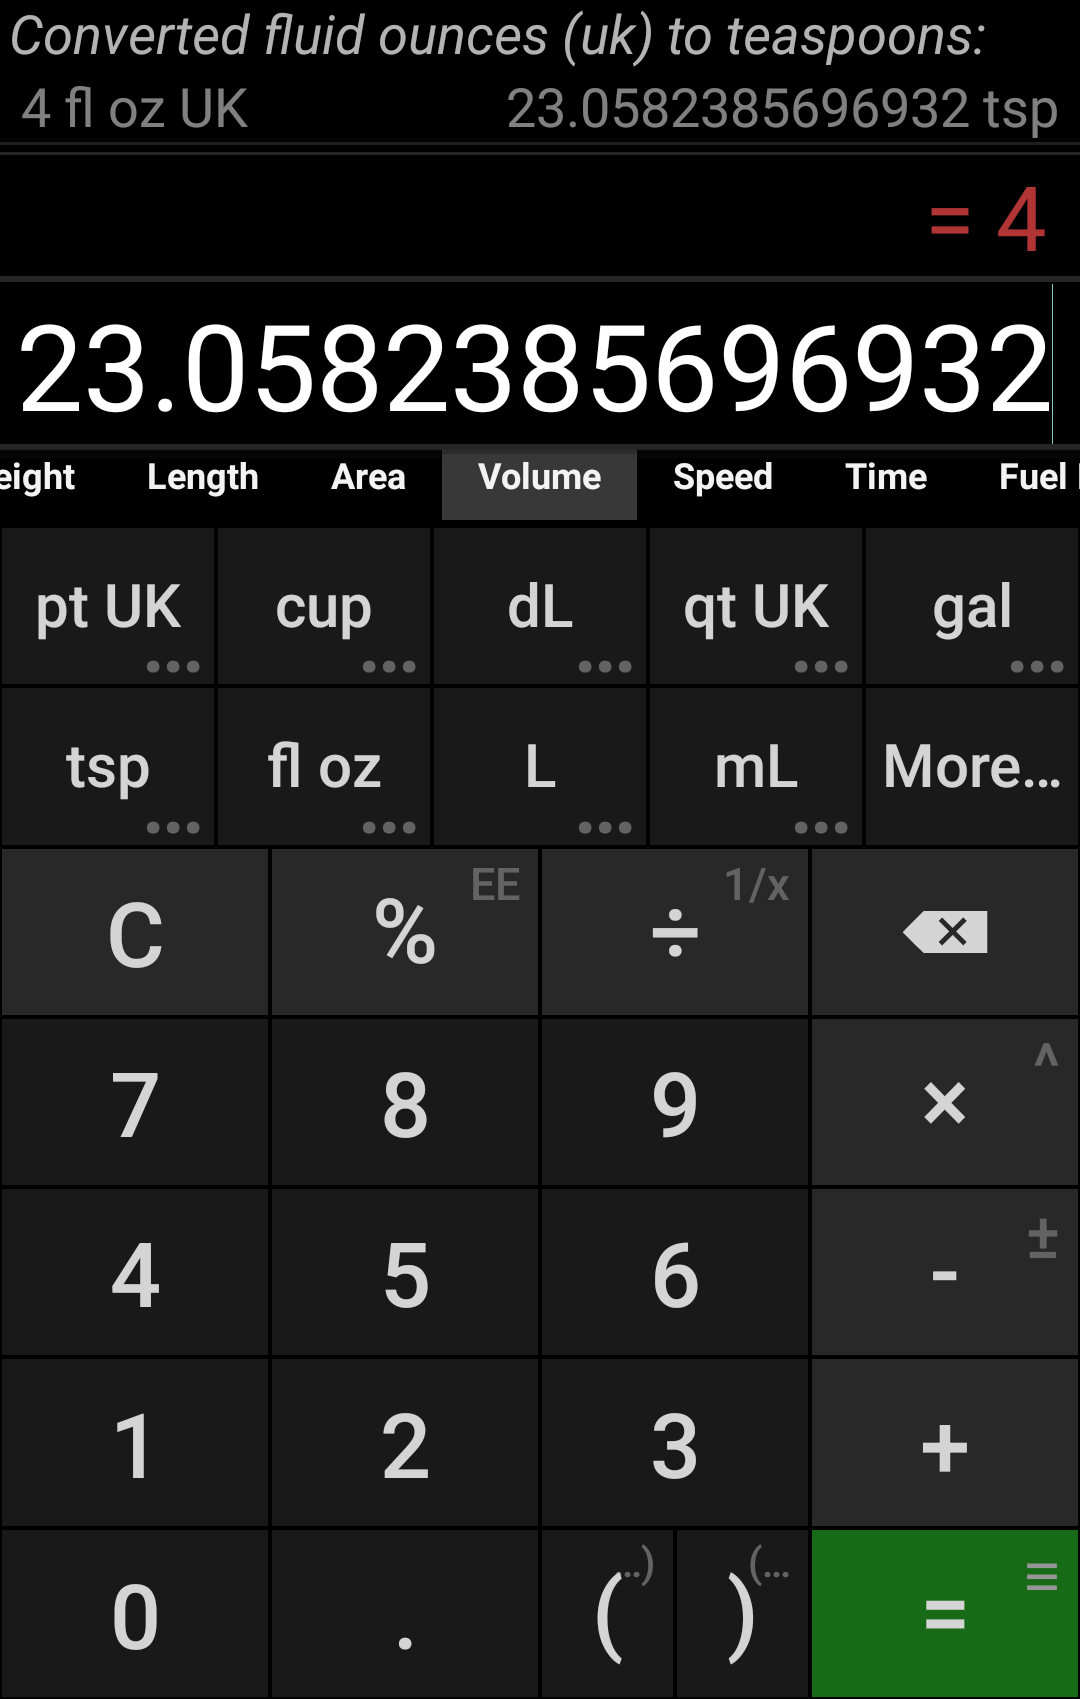 Converted fluid ounces (uk) to teaspoons:
4 fl oz UK 23.0582385696932 tsp
= 4
23.0582385696932
eight Length Area Volume Speed Time Fuel
pt UK cup dL qt UK gal
tsp fl oz L mL More...
C % EE ÷ 1/x
7 8 9 × ^
4 5 6 - ±
1 2 3 +
0 . ( ..) ) (... =